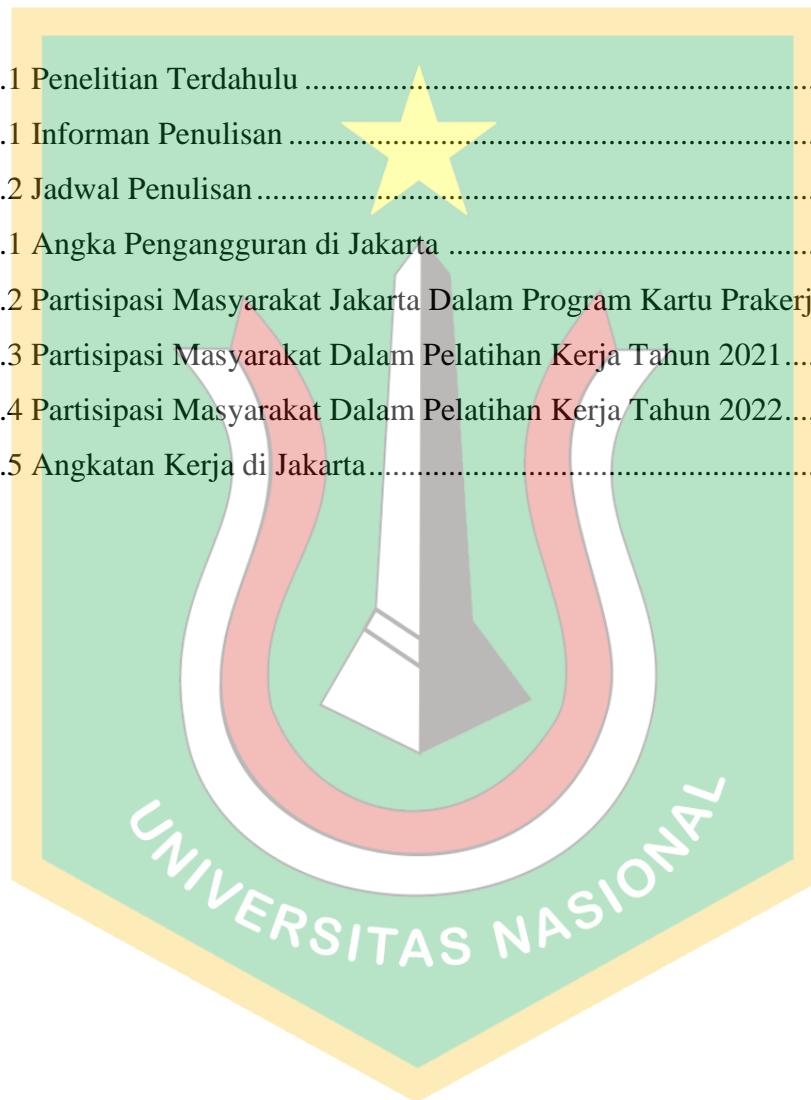 .1 Penelitian Terdahulu ....................................................................................
.1 Informan Penulisan .......................................................................................
.2 Jadwal Penulisan ............................................................................................
.1 Angka Pengangguran di Jakarta ............................................................
.2 Partisipasi Masyarakat Jakarta Dalam Program Kartu Prakerj
.3 Partisipasi Masyarakat Dalam Pelatihan Kerja Tahun 2021.....
.4 Partisipasi Masyarakat Dalam Pelatihan Kerja Tahun 2022.....
.5 Angkatan Kerja di Jakarta.........................................................................
UNIVERSITAS NASIONAL